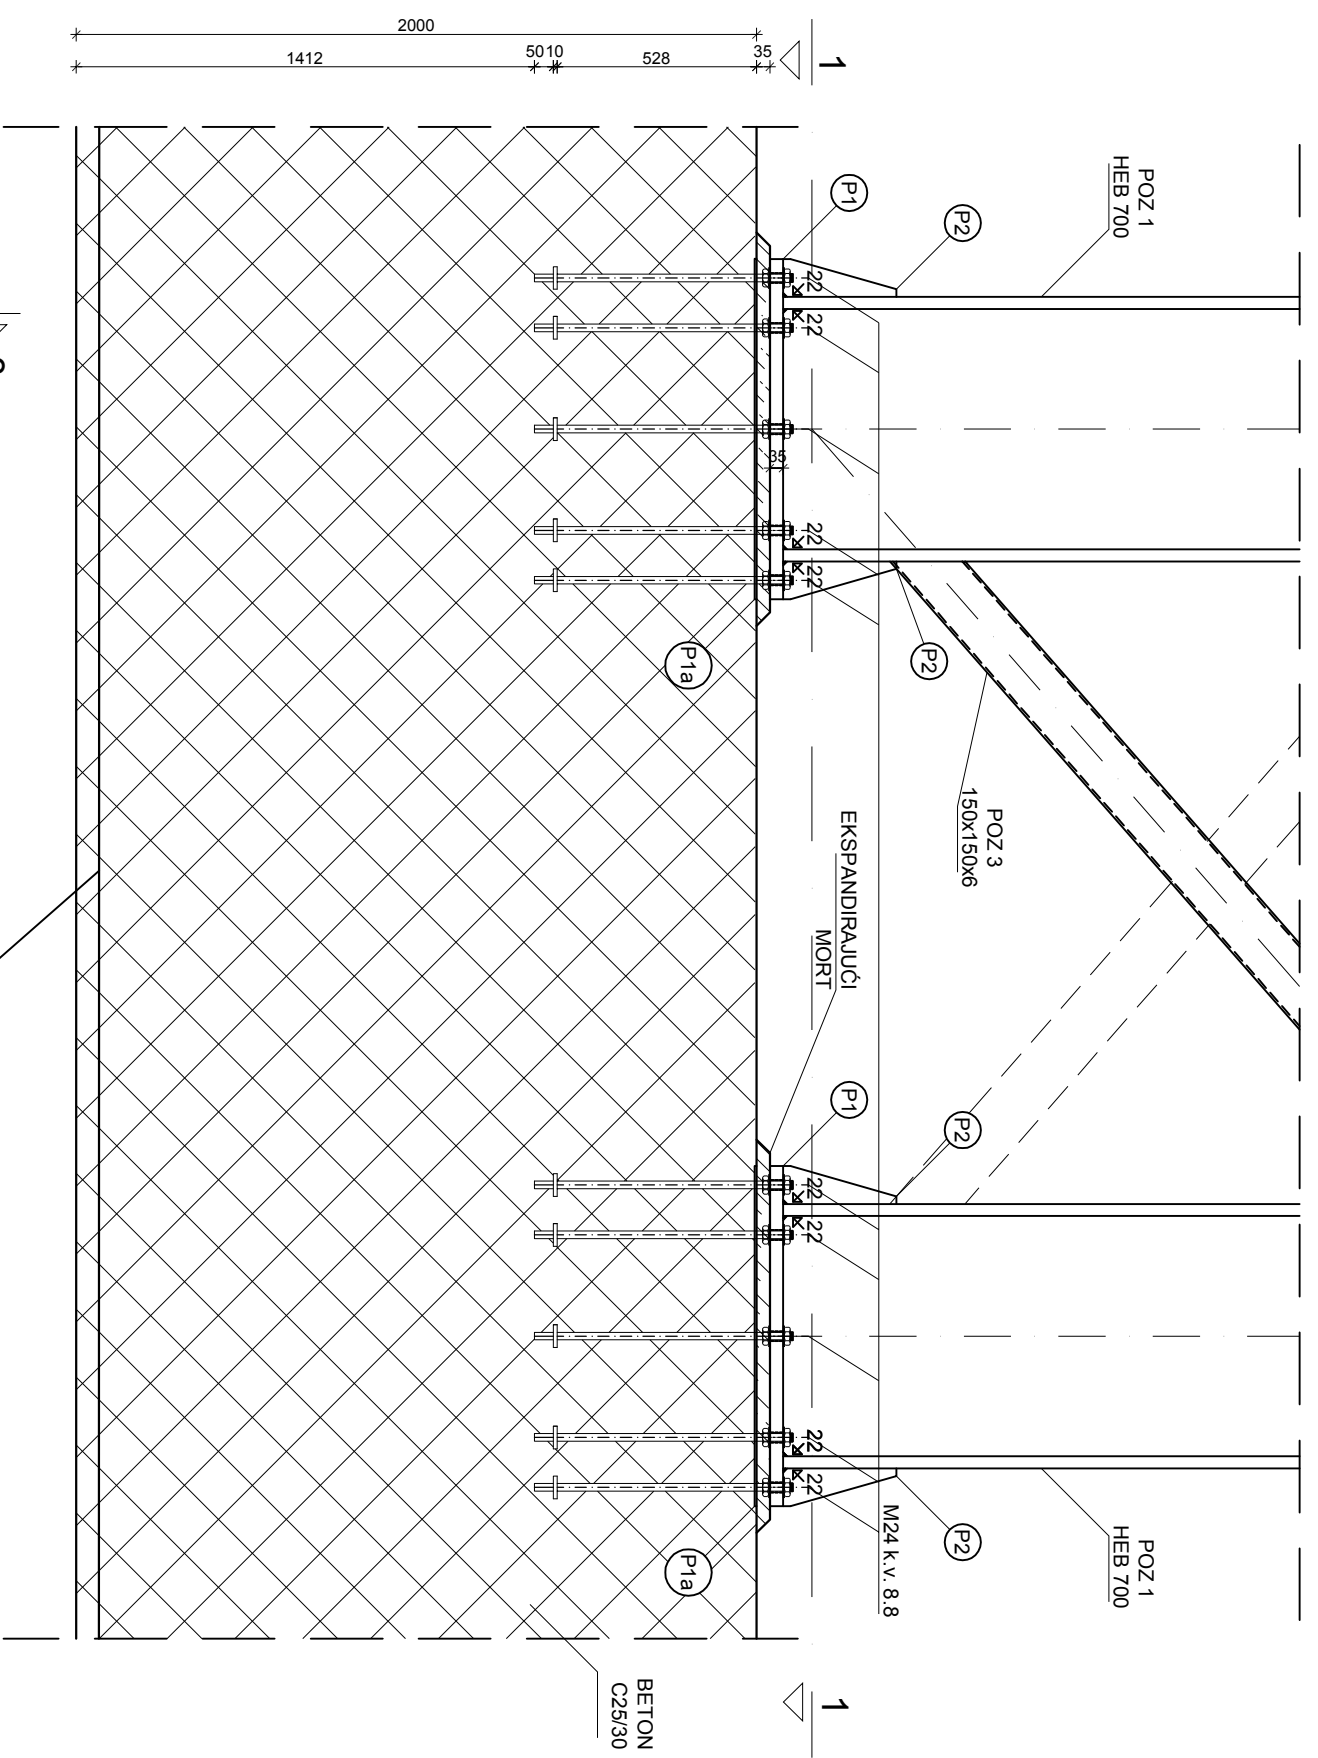 2000
1412
50
10
528
35
1
POZ 1
HEB 700
P1
P2
22
22
35
22
22
P1a
P2
POZ 3
150x150x6
EKSPANDIRAJUĆI
MORT
P1
P2
22
22
22
22
M24 k.v. 8.8
P2
P1a
POZ 1
HEB 700
BETON
C25/30
1